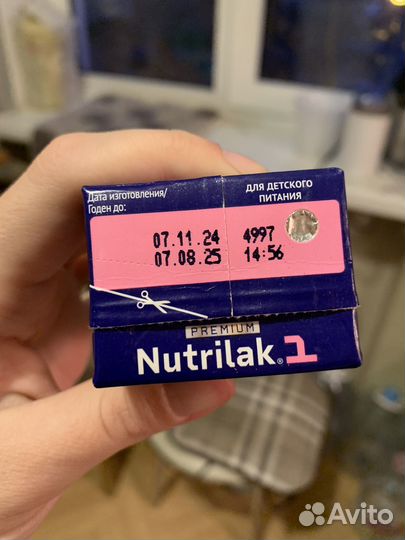 Дата изготовления/
Годен до:
ДЛЯ ДЕТСКОГО
ПИТАНИЯ
07.11.24 4997
07.08.25 14:56
PREMIUM
Nutrilak® 1
Avito